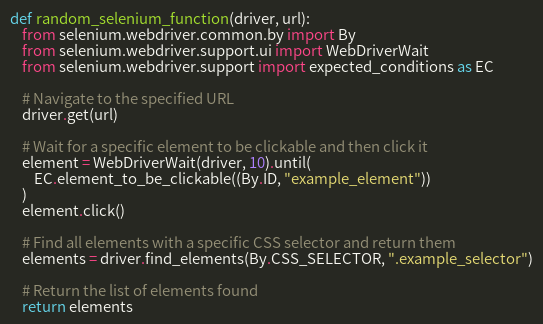 def random_selenium_function(driver, url):
    from selenium.webdriver.common.by import By
    from selenium.webdriver.support.ui import WebDriverWait
    from selenium.webdriver.support import expected_conditions as EC

    # Navigate to the specified URL
    driver.get(url)

    # Wait for a specific element to be clickable and then click it
    element = WebDriverWait(driver, 10).until(
        EC.element_to_be_clickable((By.ID, "example_element"))
    )
    element.click()

    # Find all elements with a specific CSS selector and return them
    elements = driver.find_elements(By.CSS_SELECTOR, ".example_selector")

    # Return the list of elements found
    return elements